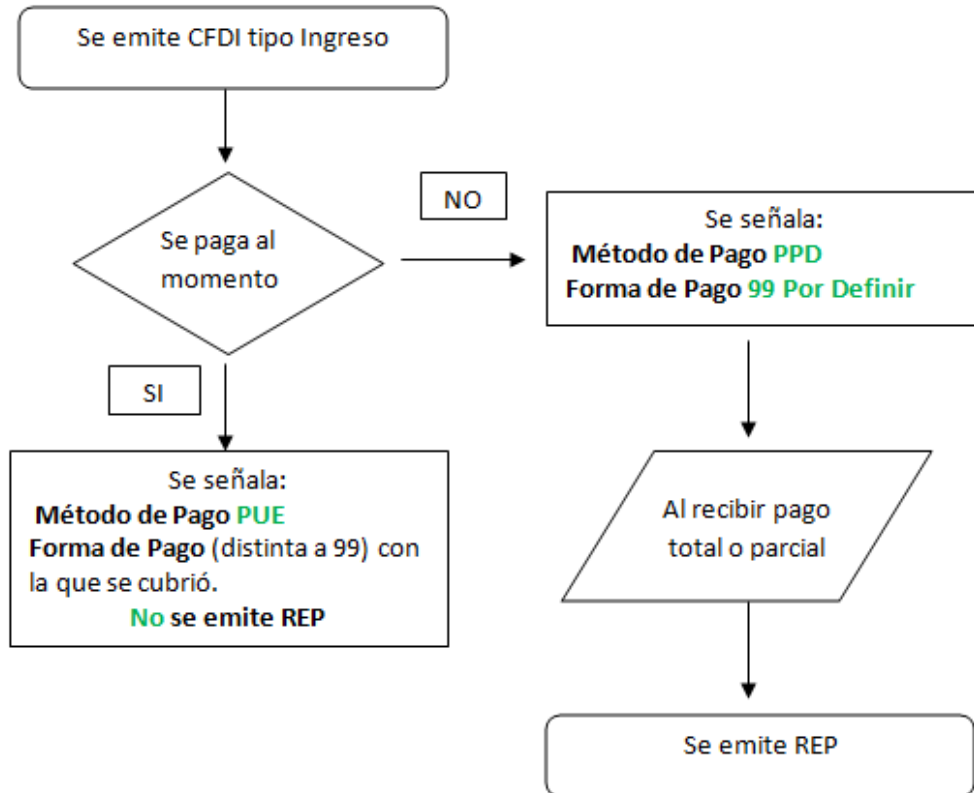 Se emite CFDI tipo Ingreso
Se paga al
momento
NO
Se señala:
Método de Pago PPD
Forma de Pago 99 Por Definir
SI
Se señala:
Método de Pago PUE
Forma de Pago (distinta a 99) con
la que se cubrió.
No se emite REP
Al recibir pago
total o parcial
Se emite REP